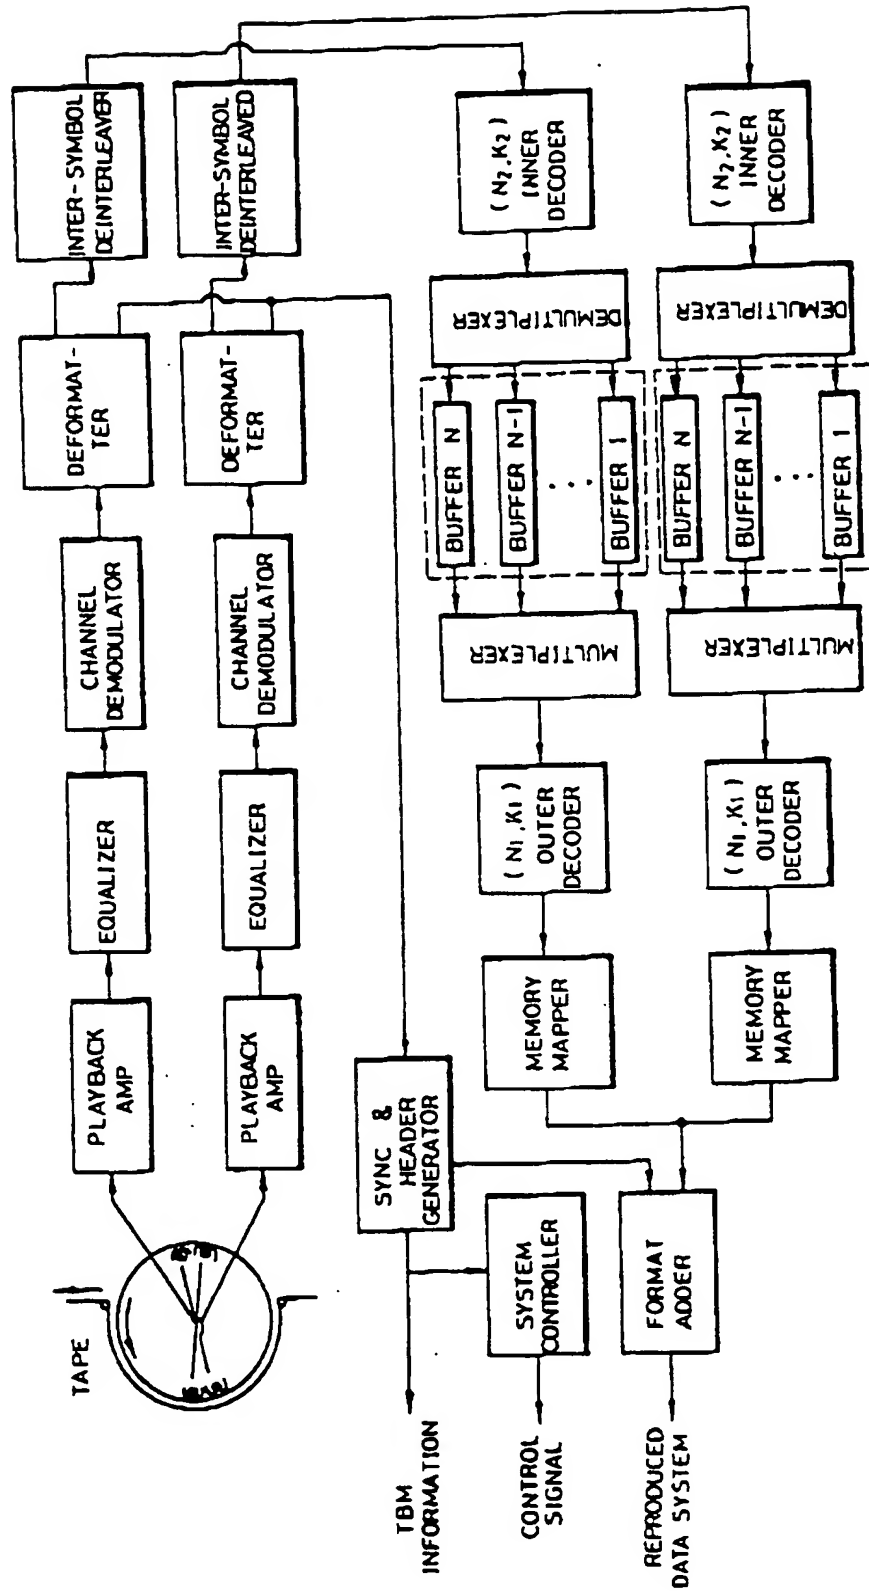 TAPE
PLAYBACK
AMP
EQUALIZER
CHANNEL
DEMODULATOR
DEFORMAT-
TER
INTER-SYMBOL
DEINTERLEAVER
PLAYBACK
AMP
EQUALIZER
CHANNEL
DEMODULATOR
DEFORMAT-
TER
INTER-SYMBOL
DEINTERLEAVED
TBM
INFORMATION
SYNC &
HEADER
GENERATOR
CONTROL
SIGNAL
SYSTEM
CONTROLLER
REPRODUCED
DATA SYSTEM
FORMAT
ADDER
MEMORY
MAPPER
(N1,K1)
OUTER
DECODER
MULTIPLEXER
BUFFER N
BUFFER N-1
...
BUFFER 1
DEMULTIPLEXER
(N2,K2)
INNER
DECODER
MEMORY
MAPPER
(N1,K1)
OUTER
DECODER
MULTIPLEXER
BUFFER N
BUFFER N-1
...
BUFFER 1
DEMULTIPLEXER
(N2,K2)
INNER
DECODER